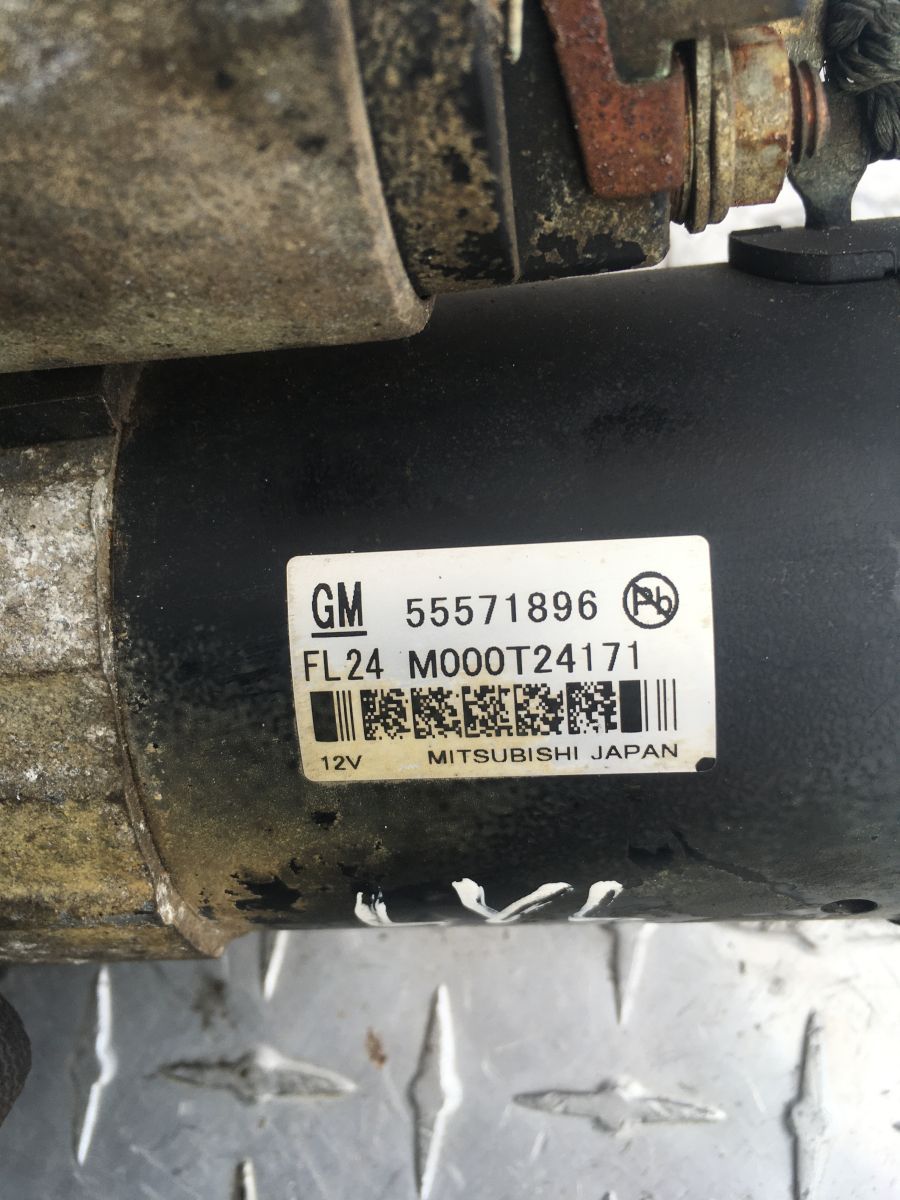 GM 55571896 Pb
FL24 M000T24171
12V MITSUBISHI JAPAN